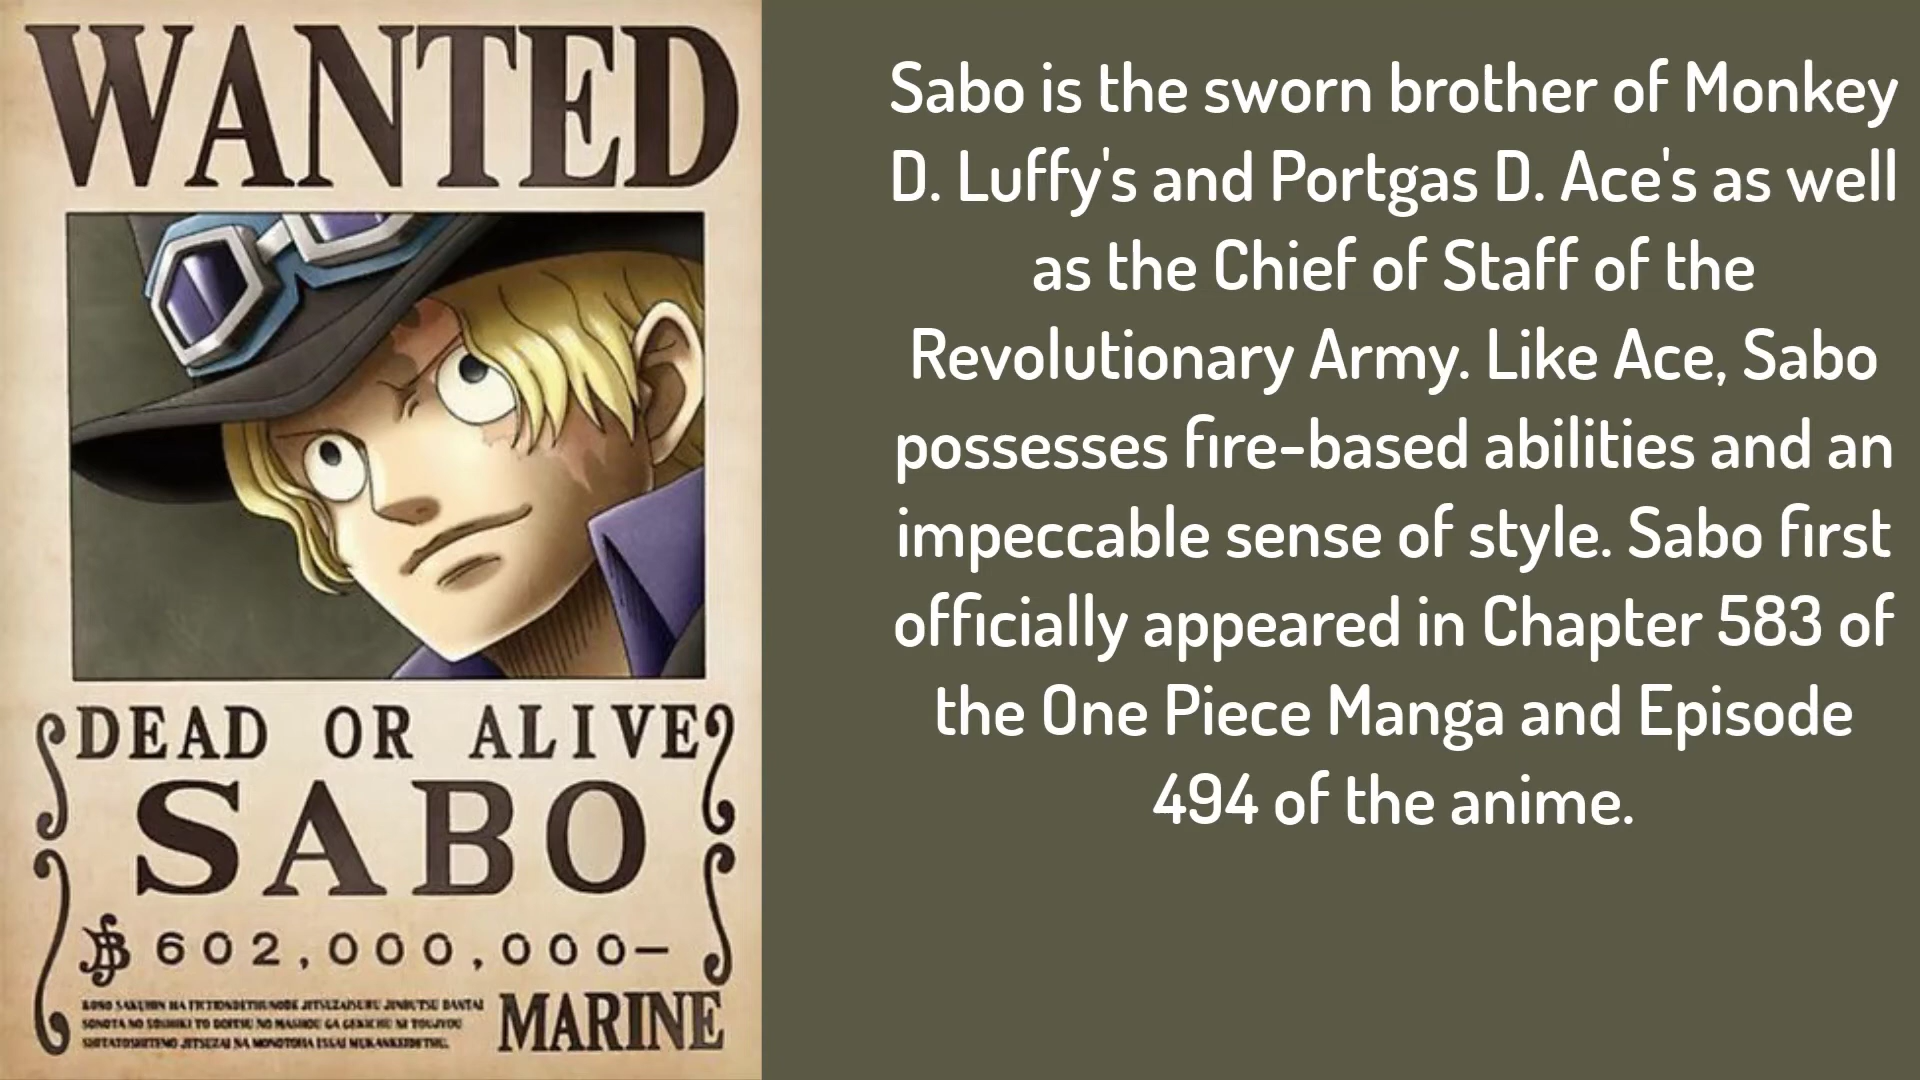 WANTED
DEAD OR ALIVE
SABO
602,000,000-
MARINE
Sabo is the sworn brother of Monkey
D. Luffy's and Portgas D. Ace's as well
as the Chief of Staff of the
Revolutionary Army. Like Ace, Sabo
possesses fire-based abilities and an
impeccable sense of style. Sabo first
officially appeared in Chapter 583 of
the One Piece Manga and Episode
494 of the anime.